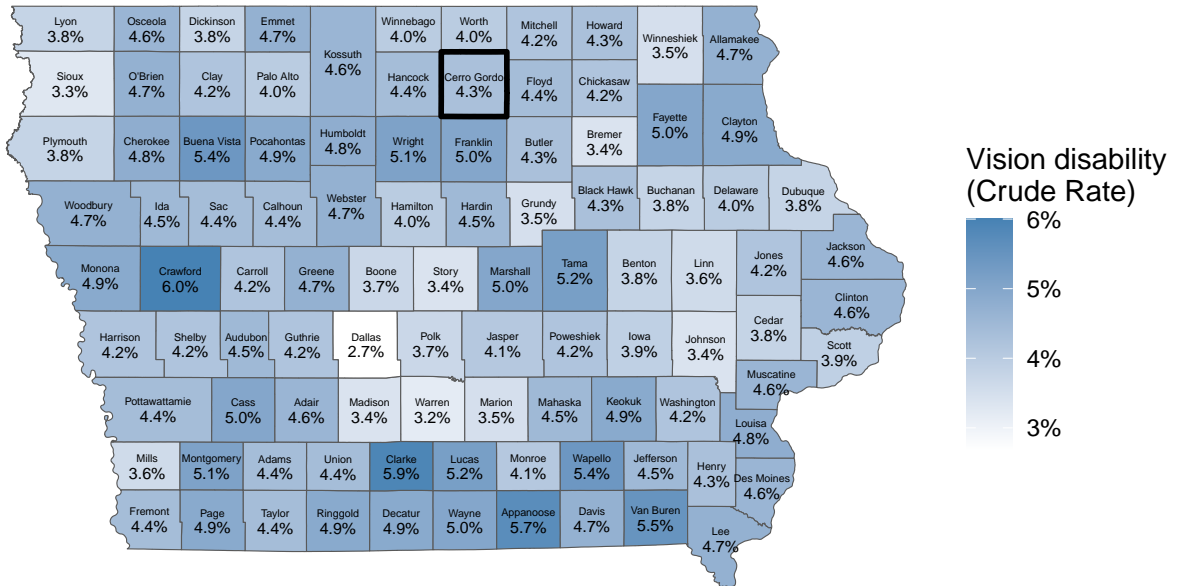 Lyon
3.8%
Osceola
4.6%
Dickinson
3.8%
Emmet
4.7%
Winnebago
4.0%
Worth
4.0%
Mitchell
4.2%
Howard
4.3%
Winneshiek
3.5%
Allamakee
4.7%
Kossuth
4.6%
Sioux
3.3%
O'Brien
4.7%
Clay
4.2%
Palo Alto
4.0%
Hancock
4.4%
Cerro Gordo
4.3%
Floyd
4.4%
Chickasaw
4.2%
Fayette
5.0%
Clayton
4.9%
Plymouth
3.8%
Cherokee
4.8%
Buena Vista
5.4%
Pocahontas
4.9%
Humboldt
4.8%
Wright
5.1%
Franklin
5.0%
Butler
4.3%
Bremer
3.4%
Woodbury
4.7%
Ida
4.5%
Sac
4.4%
Calhoun
4.4%
Webster
4.7%
Hamilton
4.0%
Hardin
4.5%
Grundy
3.5%
Black Hawk
4.3%
Buchanan
3.8%
Delaware
4.0%
Dubuque
3.8%
Monona
4.9%
Crawford
6.0%
Carroll
4.2%
Greene
4.7%
Boone
3.7%
Story
3.4%
Marshall
5.0%
Tama
5.2%
Benton
3.8%
Linn
3.6%
Jones
4.2%
Jackson
4.6%
Clinton
4.6%
Harrison
4.2%
Shelby
4.2%
Audubon
4.5%
Guthrie
4.2%
Dallas
2.7%
Polk
3.7%
Jasper
4.1%
Poweshiek
4.2%
Iowa
3.9%
Johnson
3.4%
Cedar
3.8%
Scott
3.9%
Muscatine
4.6%
Pottawattamie
4.4%
Cass
5.0%
Adair
4.6%
Madison
3.4%
Warren
3.2%
Marion
3.5%
Mahaska
4.5%
Keokuk
4.9%
Washington
4.2%
Louisa
4.8%
Mills
3.6%
Montgomery
5.1%
Adams
4.4%
Union
4.4%
Clarke
5.9%
Lucas
5.2%
Monroe
4.1%
Wapello
5.4%
Jefferson
4.5%
Henry
4.3%
Des Moines
4.6%
Fremont
4.4%
Page
4.9%
Taylor
4.4%
Ringgold
4.9%
Decatur
4.9%
Wayne
5.0%
Appanoose
5.7%
Davis
4.7%
Van Buren
5.5%
Lee
4.7%
Vision disability
(Crude Rate)
6%
5%
4%
3%